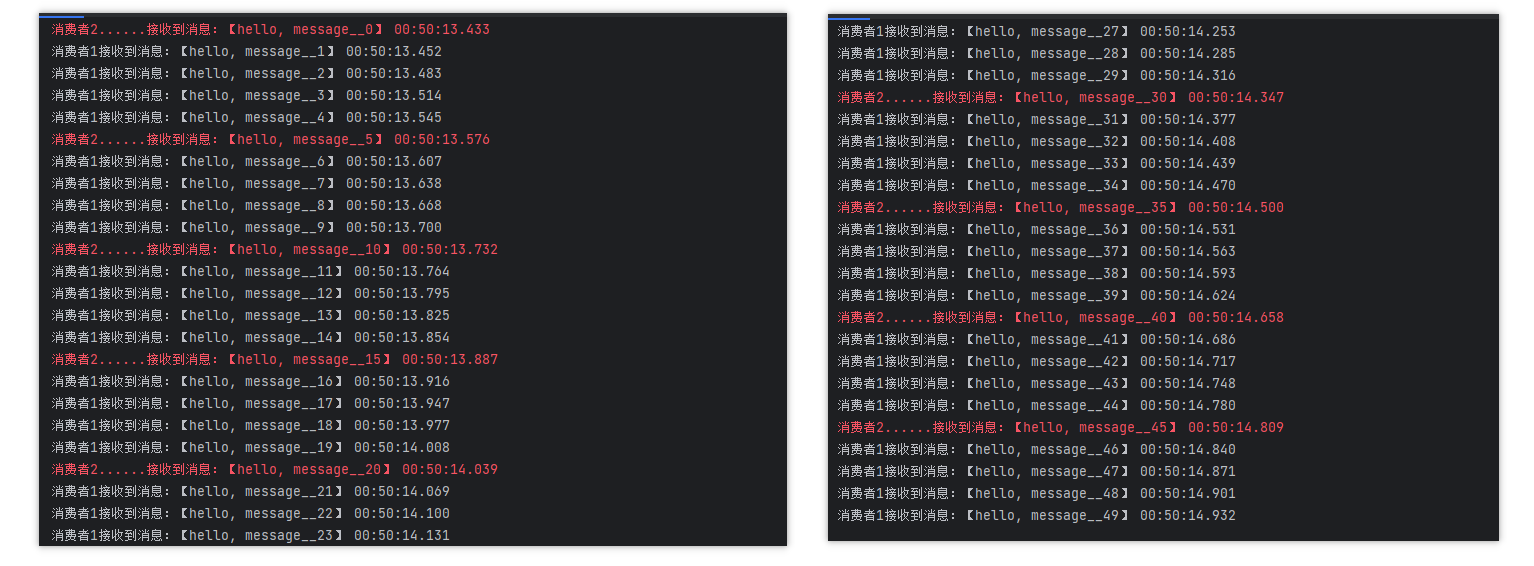 消费者2......接收到消息：【hello, message__0】 00:50:13.433
消费者1接收到消息：【hello, message__1】 00:50:13.452
消费者1接收到消息：【hello, message__2】 00:50:13.483
消费者1接收到消息：【hello, message__3】 00:50:13.514
消费者1接收到消息：【hello, message__4】 00:50:13.545
消费者2......接收到消息：【hello, message__5】 00:50:13.576
消费者1接收到消息：【hello, message__6】 00:50:13.607
消费者1接收到消息：【hello, message__7】 00:50:13.638
消费者1接收到消息：【hello, message__8】 00:50:13.668
消费者1接收到消息：【hello, message__9】 00:50:13.700
消费者2......接收到消息：【hello, message__10】 00:50:13.732
消费者1接收到消息：【hello, message__11】 00:50:13.764
消费者1接收到消息：【hello, message__12】 00:50:13.795
消费者1接收到消息：【hello, message__13】 00:50:13.825
消费者1接收到消息：【hello, message__14】 00:50:13.854
消费者2......接收到消息：【hello, message__15】 00:50:13.887
消费者1接收到消息：【hello, message__16】 00:50:13.916
消费者1接收到消息：【hello, message__17】 00:50:13.947
消费者1接收到消息：【hello, message__18】 00:50:13.977
消费者1接收到消息：【hello, message__19】 00:50:14.008
消费者2......接收到消息：【hello, message__20】 00:50:14.039
消费者1接收到消息：【hello, message__21】 00:50:14.069
消费者1接收到消息：【hello, message__22】 00:50:14.100
消费者1接收到消息：【hello, message__23】 00:50:14.131
消费者1接收到消息：【hello, message__27】 00:50:14.253
消费者1接收到消息：【hello, message__28】 00:50:14.285
消费者1接收到消息：【hello, message__29】 00:50:14.316
消费者2......接收到消息：【hello, message__30】 00:50:14.347
消费者1接收到消息：【hello, message__31】 00:50:14.377
消费者1接收到消息：【hello, message__32】 00:50:14.408
消费者1接收到消息：【hello, message__33】 00:50:14.439
消费者1接收到消息：【hello, message__34】 00:50:14.470
消费者2......接收到消息：【hello, message__35】 00:50:14.500
消费者1接收到消息：【hello, message__36】 00:50:14.531
消费者1接收到消息：【hello, message__37】 00:50:14.563
消费者1接收到消息：【hello, message__38】 00:50:14.593
消费者1接收到消息：【hello, message__39】 00:50:14.624
消费者2......接收到消息：【hello, message__40】 00:50:14.658
消费者1接收到消息：【hello, message__41】 00:50:14.686
消费者1接收到消息：【hello, message__42】 00:50:14.717
消费者1接收到消息：【hello, message__43】 00:50:14.748
消费者1接收到消息：【hello, message__44】 00:50:14.780
消费者2......接收到消息：【hello, message__45】 00:50:14.809
消费者1接收到消息：【hello, message__46】 00:50:14.840
消费者1接收到消息：【hello, message__47】 00:50:14.871
消费者1接收到消息：【hello, message__48】 00:50:14.901
消费者1接收到消息：【hello, message__49】 00:50:14.932